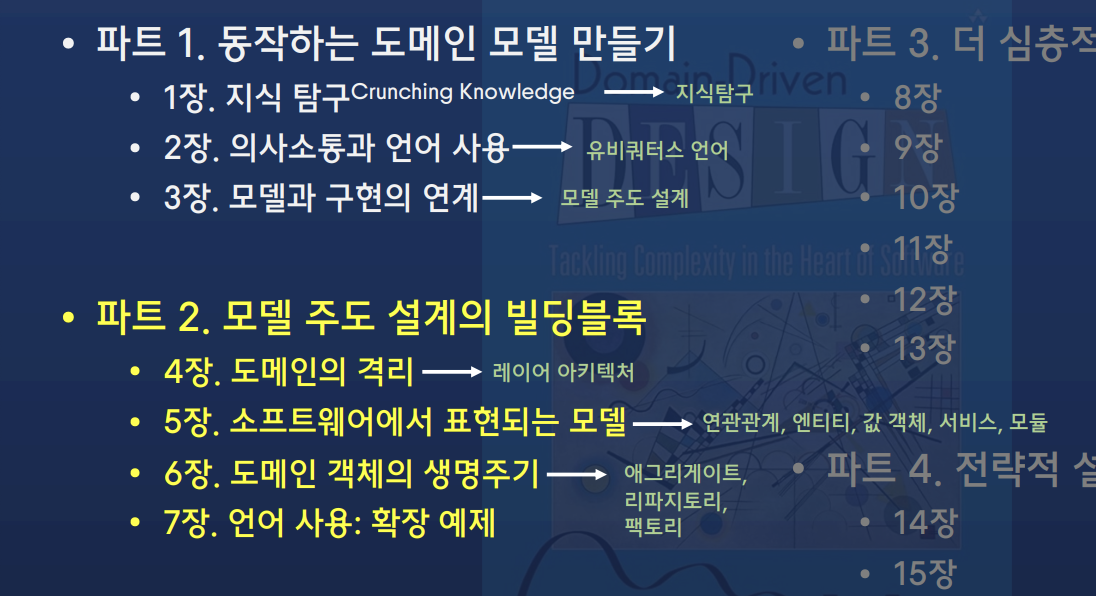 파트 1. 동작하는 도메인 모델 만들기
1장. 지식 탐구Crunching Knowledge 지식탐구
2장. 의사소통과 언어 사용 유비쿼터스 언어
3장. 모델과 구현의 연계 모델 주도 설계
파트 2. 모델 주도 설계의 빌딩블록
4장. 도메인의 격리 레이어 아키텍처
5장. 소프트웨어에서 표현되는 모델 연관관계, 엔티티, 값 객체, 서비스, 모듈
6장. 도메인 객체의 생명주기 애그리게이트,
리파지토리,
팩토리
7장. 언어 사용: 확장 예제
파트 3. 더 심층적
8장
9장
10장
11장
12장
13장
파트 4. 전략적 설
14장
15장
Domain-Driven
DESIGN
Tackling Complexity in the Heart of Software